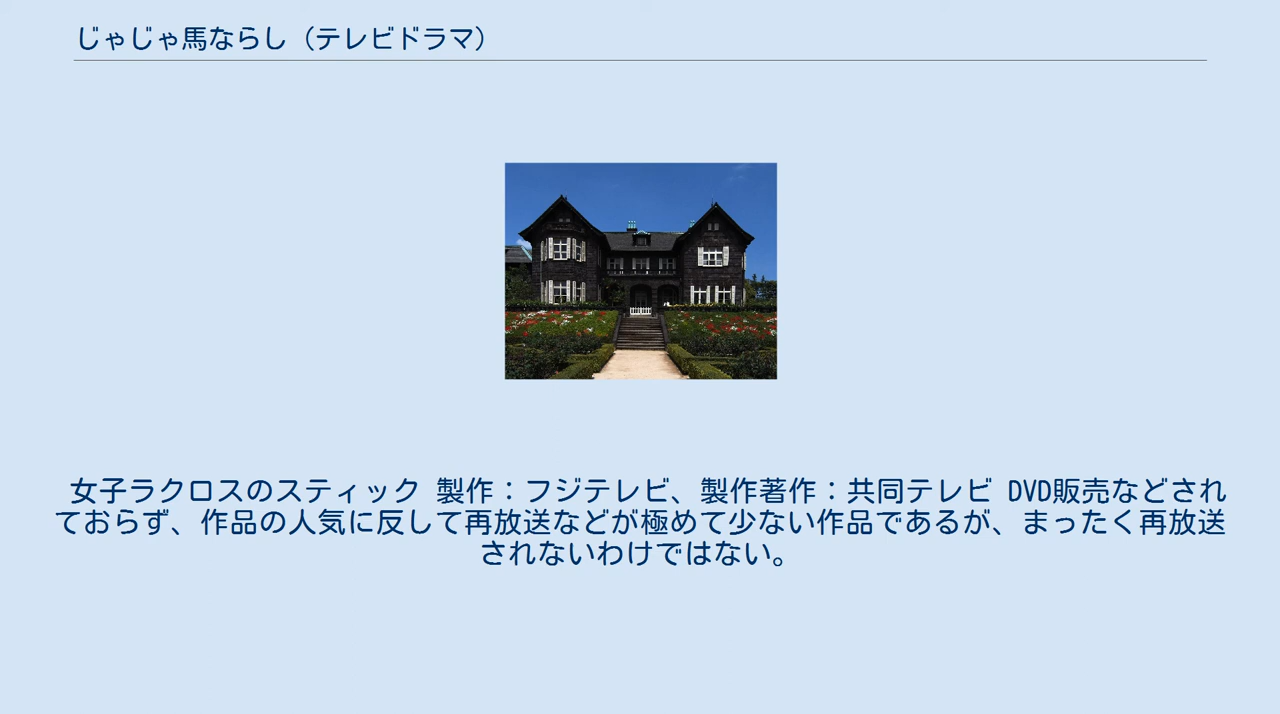 じゃじゃ馬ならし（テレビドラマ）
女子ラクロスのスティック 製作：フジテレビ、製作著作：共同テレビ DVD販売などされ
ておらず、作品の人気に反して再放送などが極めて少ない作品であるが、まったく再放送
されないわけではない。